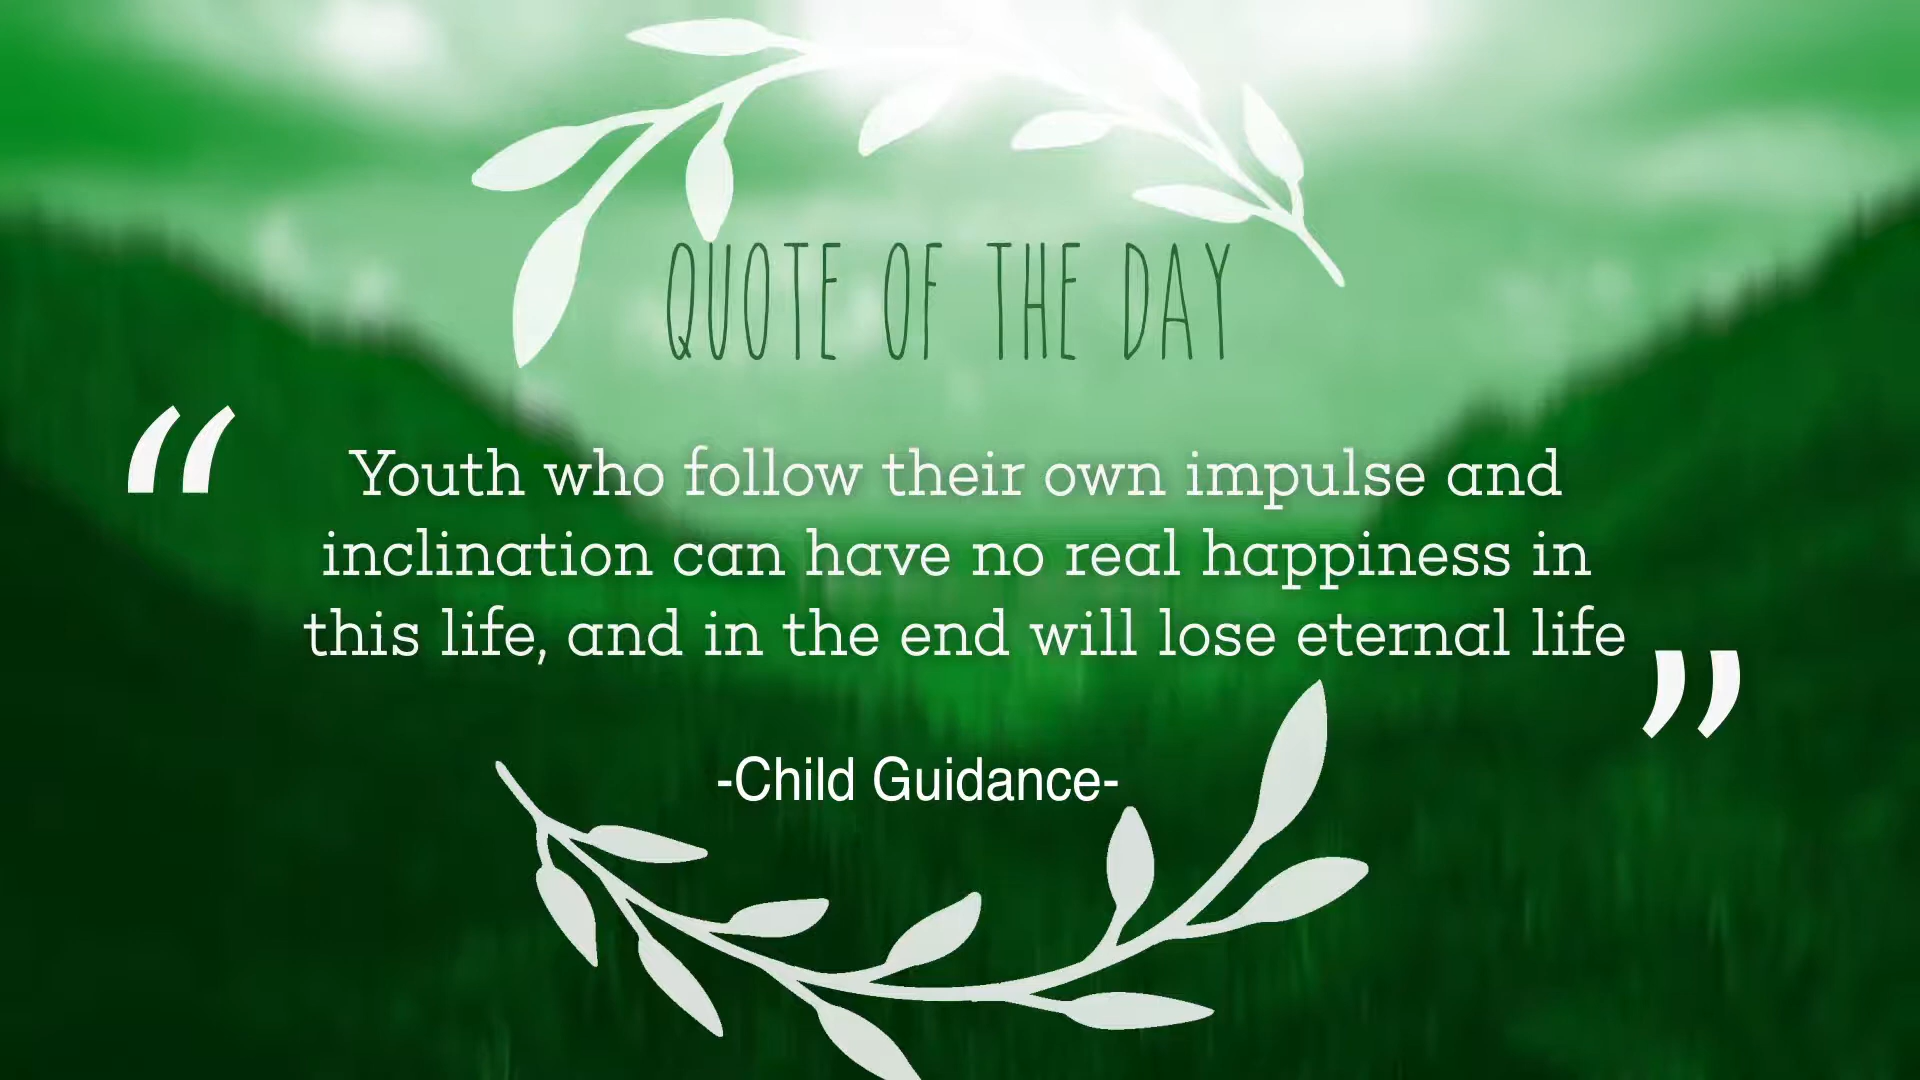 QUOTE OF THE DAY
“Youth who follow their own impulse and
inclination can have no real happiness in
this life, and in the end will lose eternal life”
-Child Guidance-